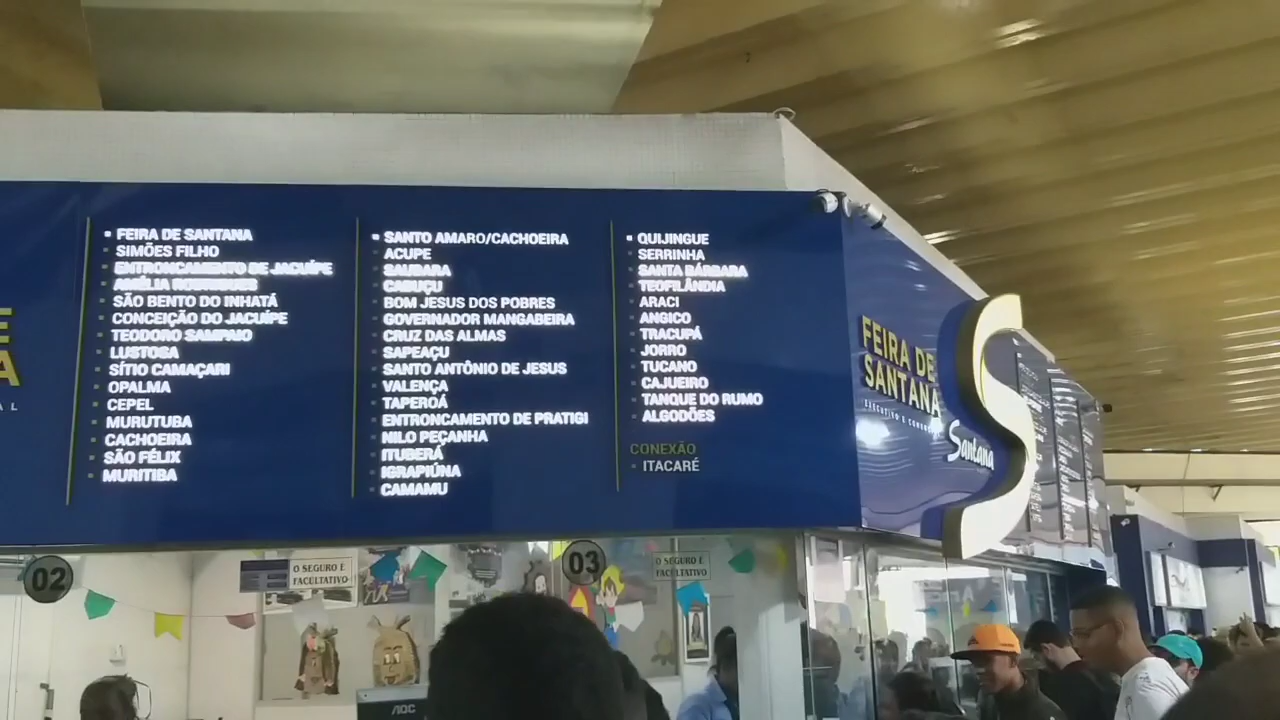 FEIRA DE SANTANA
SIMÕES FILHO
ENTRONCAMENTO DE JACUÍPE
AMÉLIA RODRIGUES
SÃO BENTO DO INHATÁ
CONCEIÇÃO DO JACUÍPE
TEODORO SAMPAIO
LUSTOSA
SÍTIO CAMAÇARI
OPALMA
CEPEL
MURUTUBA
CACHOEIRA
SÃO FÉLIX
MURITIBA
SANTO AMARO/CACHOEIRA
ACUPE
SAUBARA
CABUÇU
BOM JESUS DOS POBRES
GOVERNADOR MANGABEIRA
CRUZ DAS ALMAS
SAPEAÇU
SANTO ANTÔNIO DE JESUS
VALENÇA
TAPEROÁ
ENTRONCAMENTO DE PRATIGI
NILO PEÇANHA
ITUBERÁ
IGRAPIÚNA
CAMAMU
QUIJINGUE
SERRINHA
SANTA BÁRBARA
TEOFILÂNDIA
ARACI
ANGICO
TRACUPÁ
JORRO
TUCANO
CAJUEIRO
TANQUE DO RUMO
ALGODÕES
CONEXÃO
ITACARÉ
FEIRA DE
SANTANA
EXECUTIVO E
Santana
S
02
O SEGURO É
FACULTATIVO
03
O SEGURO É
FACULTATIVO
AOC